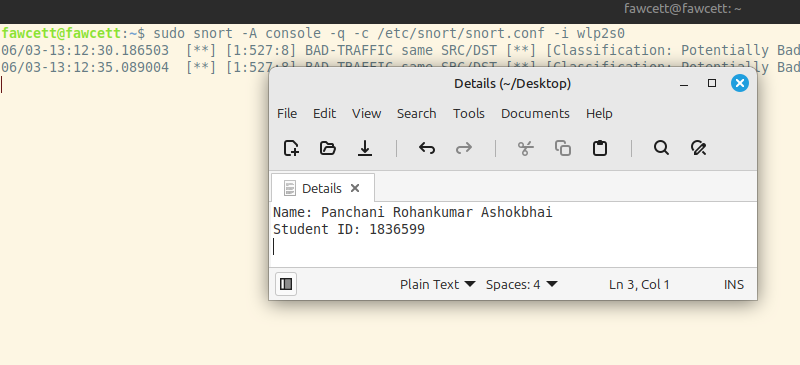 fawcett@fawcett: ~
fawcett@fawcett:~$ sudo snort -A console -q -c /etc/snort/snort.conf -i wlp2s0
06/03-13:12:30.186503  [**] [1:527:8] BAD-TRAFFIC same SRC/DST [**] [Classification: Potentially Bad
06/03-13:12:35.089004  [**] [1:527:8] BAD-TRAFFIC same SRC/DST [**] [Classification: Potentially Bad
Details (~/Desktop)
File Edit View Search Tools Documents Help
Details
Name: Panchani Rohankumar Ashokbhai
Student ID: 1836599
Plain Text Spaces: 4 Ln 3, Col 1 INS